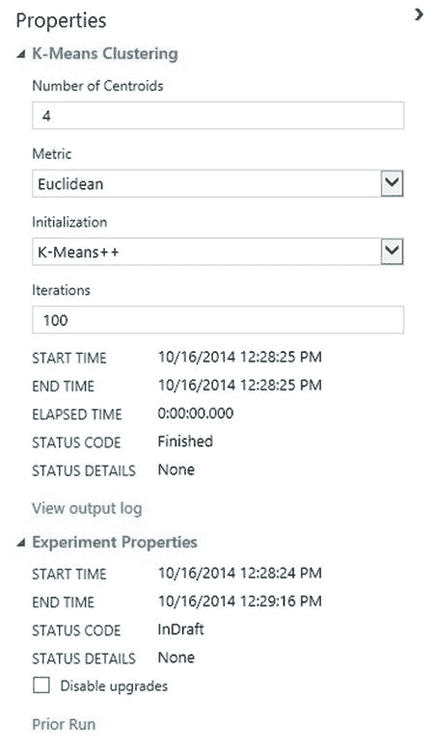 Properties
K-Means Clustering
Number of Centroids
4
Metric
Euclidean
Initialization
K-Means++
Iterations
100
START TIME 10/16/2014 12:28:25 PM
END TIME 10/16/2014 12:28:25 PM
ELAPSED TIME 0:00:00.000
STATUS CODE Finished
STATUS DETAILS None
View output log
Experiment Properties
START TIME 10/16/2014 12:28:24 PM
END TIME 10/16/2014 12:29:16 PM
STATUS CODE InDraft
STATUS DETAILS None
Disable upgrades
Prior Run